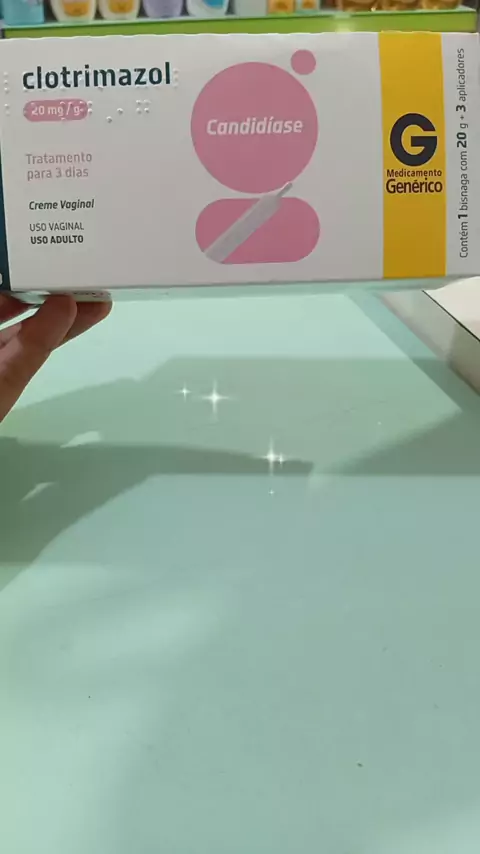 clotrimazol
20 mg / g
Tratamento
para 3 dias
Creme Vaginal
USO VAGINAL
USO ADULTO
Candidíase
G
Medicamento
Genérico
Contém 1 bisnaga com 20 g + 3 aplicadores